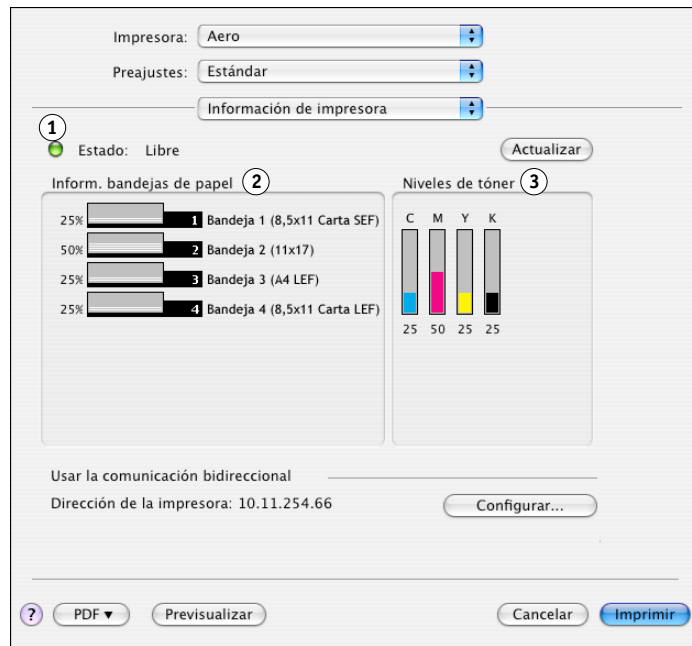 Impresora: Aero
Preajustes: Estándar
Información de impresora
1
Estado: Libre
Actualizar
Inform. bandejas de papel 2
25% 1 Bandeja 1 (8,5x11 Carta SEF)
50% 2 Bandeja 2 (11x17)
25% 3 Bandeja 3 (A4 LEF)
25% 4 Bandeja 4 (8,5x11 Carta LEF)
Niveles de tóner 3
C M Y K
25 50 25 25
Usar la comunicación bidireccional
Dirección de la impresora: 10.11.254.66
Configurar...
? PDF▼ Previsualizar Cancelar Imprimir